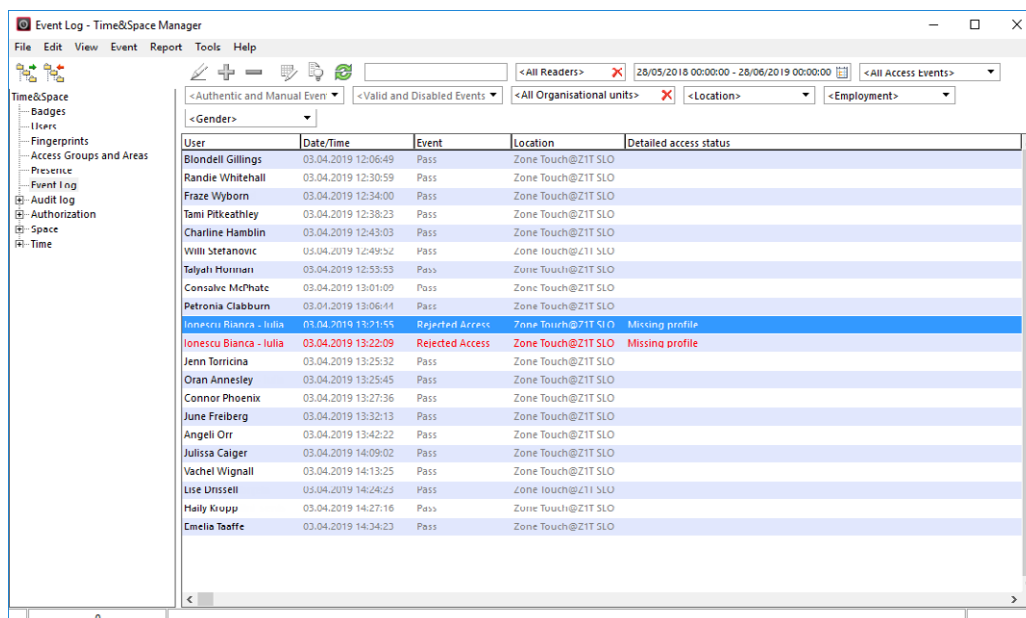 Event Log - Time&Space Manager
File Edit View Event Report Tools Help
<All Readers> 28/05/2018 00:00:00 - 28/06/2019 00:00:00 <All Access Events>
<Authentic and Manual Even <Valid and Disabled Events <All Organisational units> <Location> <Employment>
<Gender>
Time&Space
Badges
Users
Fingerprints
Access Groups and Areas
Presence
Event Log
Audit log
Authorization
Space
Time
User Date/Time Event Location Detailed access status
Blondell Gillings 03.04.2019 12:06:49 Pass Zone Touch@Z1T SLO
Randie Whitehall 03.04.2019 12:30:59 Pass Zone Touch@Z1T SLO
Fraze Wyborn 03.04.2019 12:34:00 Pass Zone Touch@Z1T SLO
Tami Pitkeathley 03.04.2019 12:38:23 Pass Zone Touch@Z1T SLO
Charline Hamblin 03.04.2019 12:43:03 Pass Zone Touch@Z1T SLO
Willi Stefanovic 03.04.2019 12:49:52 Pass Zone Touch@Z1T SLO
Talyah 03.04.2019 12:53:53 Pass Zone Touch@Z1T SLO
Consalve McPhate 03.04.2019 13:01:09 Pass Zone Touch@Z1T SLO
Petronia Clabburn 03.04.2019 13:06:44 Pass Zone Touch@Z1T SLO
Ionescu Bianca - Iulia 03.04.2019 13:21:55 Rejected Access Zone Touch@Z1T SLO Missing profile
Ionescu Bianca - Iulia 03.04.2019 13:22:09 Rejected Access Zone Touch@Z1T SLO Missing profile
Jenn Torricina 03.04.2019 13:25:32 Pass Zone Touch@Z1T SLO
Oran Annesley 03.04.2019 13:25:45 Pass Zone Touch@Z1T SLO
Connor Phoenix 03.04.2019 13:27:36 Pass Zone Touch@Z1T SLO
June Freiberg 03.04.2019 13:32:13 Pass Zone Touch@Z1T SLO
Angeli Orr 03.04.2019 13:42:22 Pass Zone Touch@Z1T SLO
Julissa Caiger 03.04.2019 14:09:02 Pass Zone Touch@Z1T SLO
Vachel Wignall 03.04.2019 14:13:25 Pass Zone Touch@Z1T SLO
Lise Drissell 03.04.2019 14:24:23 Pass Zone Touch@Z1T SLO
Haily Kropp 03.04.2019 14:27:16 Pass Zone Touch@Z1T SLO
Emelia Taaffe 03.04.2019 14:34:23 Pass Zone Touch@Z1T SLO